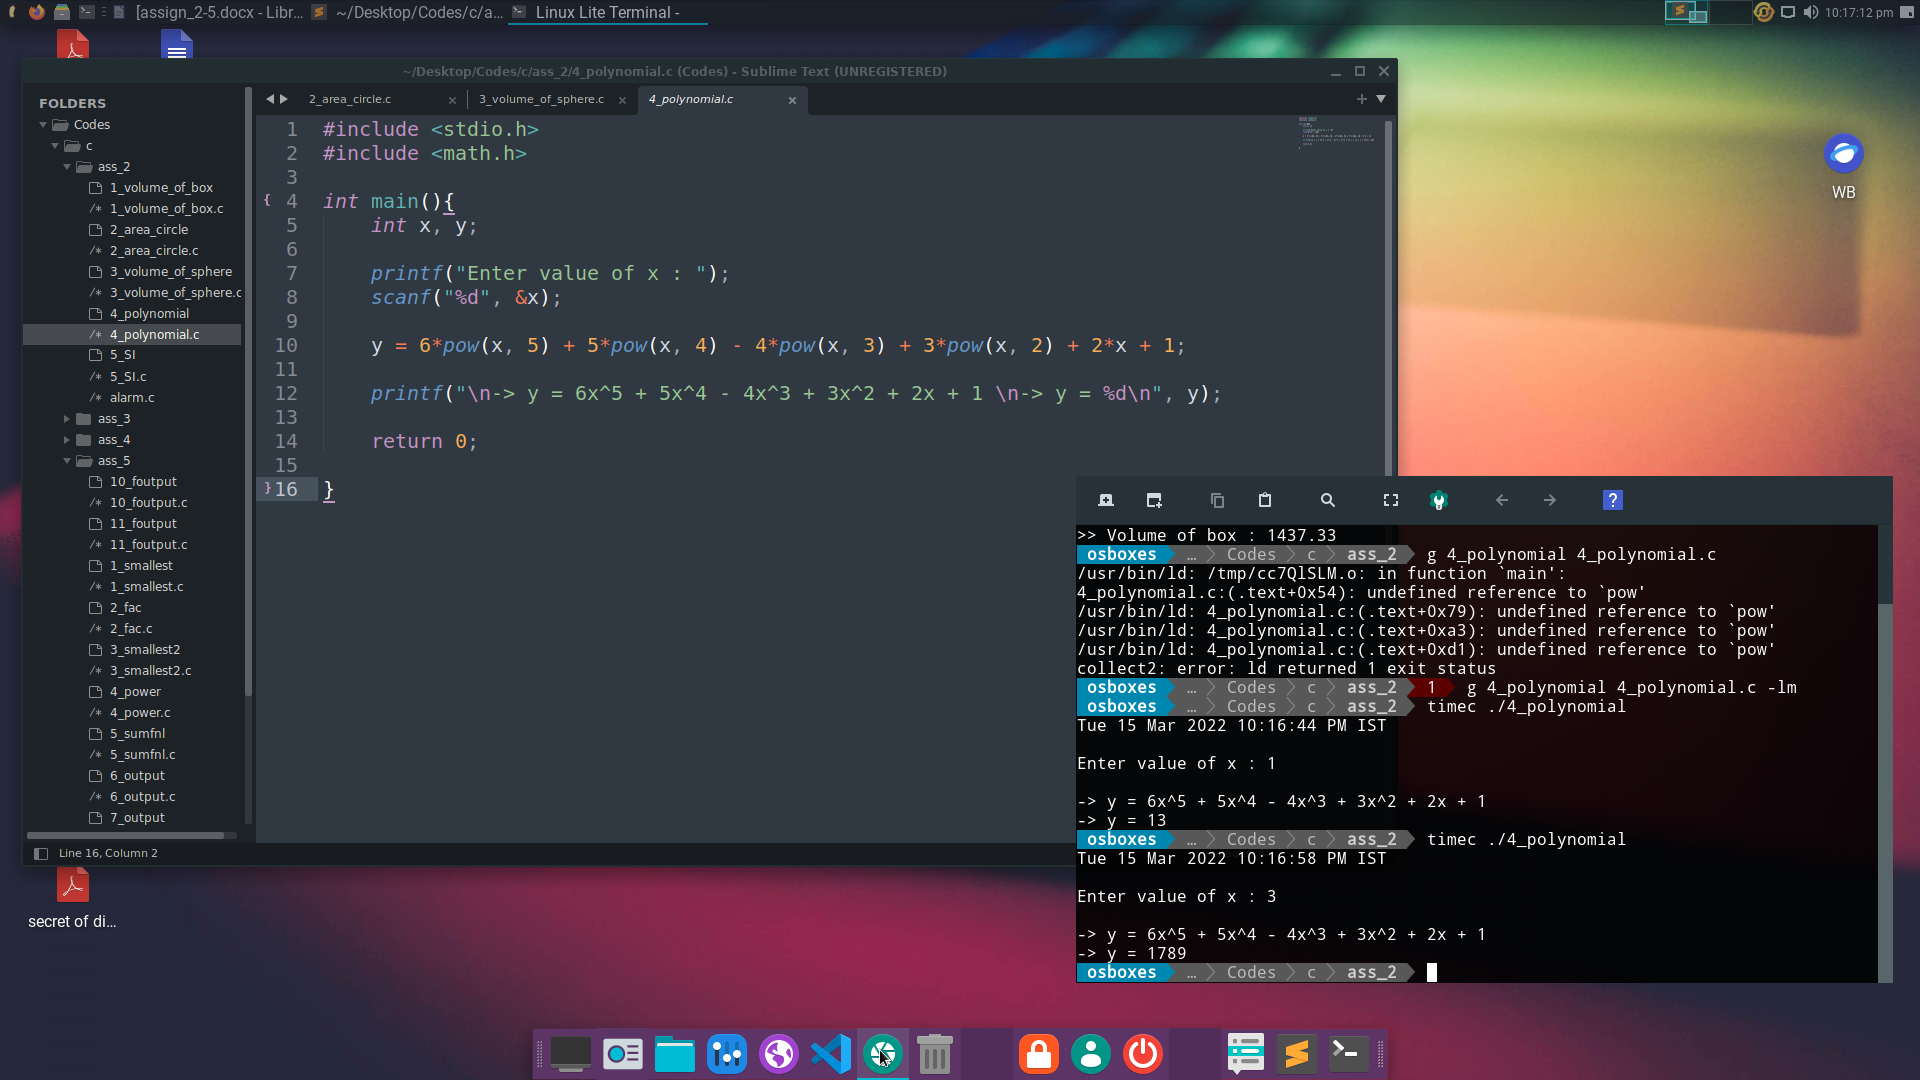 [assign_2-5.docx - Libr...
~/Desktop/Codes/c/a...
Linux Lite Terminal -
10:17:12 pm
~/Desktop/Codes/c/ass_2/4_polynomial.c (Codes) - Sublime Text (UNREGISTERED)
FOLDERS
Codes
c
ass_2
1_volume_of_box
/* 1_volume_of_box.c
2_area_circle
/* 2_area_circle.c
3_volume_of_sphere
/* 3_volume_of_sphere.c
4_polynomial
/* 4_polynomial.c
5_SI
/* 5_SI.c
/* alarm.c
ass_3
ass_4
ass_5
10_foutput
/* 10_foutput.c
11_foutput
/* 11_foutput.c
1_smallest
/* 1_smallest.c
2_fac
/* 2_fac.c
3_smallest2
/* 3_smallest2.c
4_power
/* 4_power.c
5_sumfnl
/* 5_sumfnl.c
6_output
/* 6_output.c
7_output
2_area_circle.c
3_volume_of_sphere.c
4_polynomial.c
1 #include <stdio.h>
2 #include <math.h>
3
{ 4 int main(){
5     int x, y;
6
7     printf("Enter value of x : ");
8     scanf("%d", &x);
9
10     y = 6*pow(x, 5) + 5*pow(x, 4) - 4*pow(x, 3) + 3*pow(x, 2) + 2*x + 1;
11
12     printf("\n-> y = 6x^5 + 5x^4 - 4x^3 + 3x^2 + 2x + 1 \n-> y = %d\n", y);
13
14     return 0;
15
} 16 }
Line 16, Column 2
WB
?
>> Volume of box : 1437.33
osboxes … Codes c ass_2 g 4_polynomial 4_polynomial.c
/usr/bin/ld: /tmp/cc7QlSLM.o: in function `main':
4_polynomial.c:(.text+0x54): undefined reference to `pow'
/usr/bin/ld: 4_polynomial.c:(.text+0x79): undefined reference to `pow'
/usr/bin/ld: 4_polynomial.c:(.text+0xa3): undefined reference to `pow'
/usr/bin/ld: 4_polynomial.c:(.text+0xd1): undefined reference to `pow'
collect2: error: ld returned 1 exit status
osboxes … Codes c ass_2 1 g 4_polynomial 4_polynomial.c -lm
osboxes … Codes c ass_2 timec ./4_polynomial
Tue 15 Mar 2022 10:16:44 PM IST
Enter value of x : 1
-> y = 6x^5 + 5x^4 - 4x^3 + 3x^2 + 2x + 1
-> y = 13
osboxes … Codes c ass_2 timec ./4_polynomial
Tue 15 Mar 2022 10:16:58 PM IST
Enter value of x : 3
-> y = 6x^5 + 5x^4 - 4x^3 + 3x^2 + 2x + 1
-> y = 1789
osboxes … Codes c ass_2
secret of di...